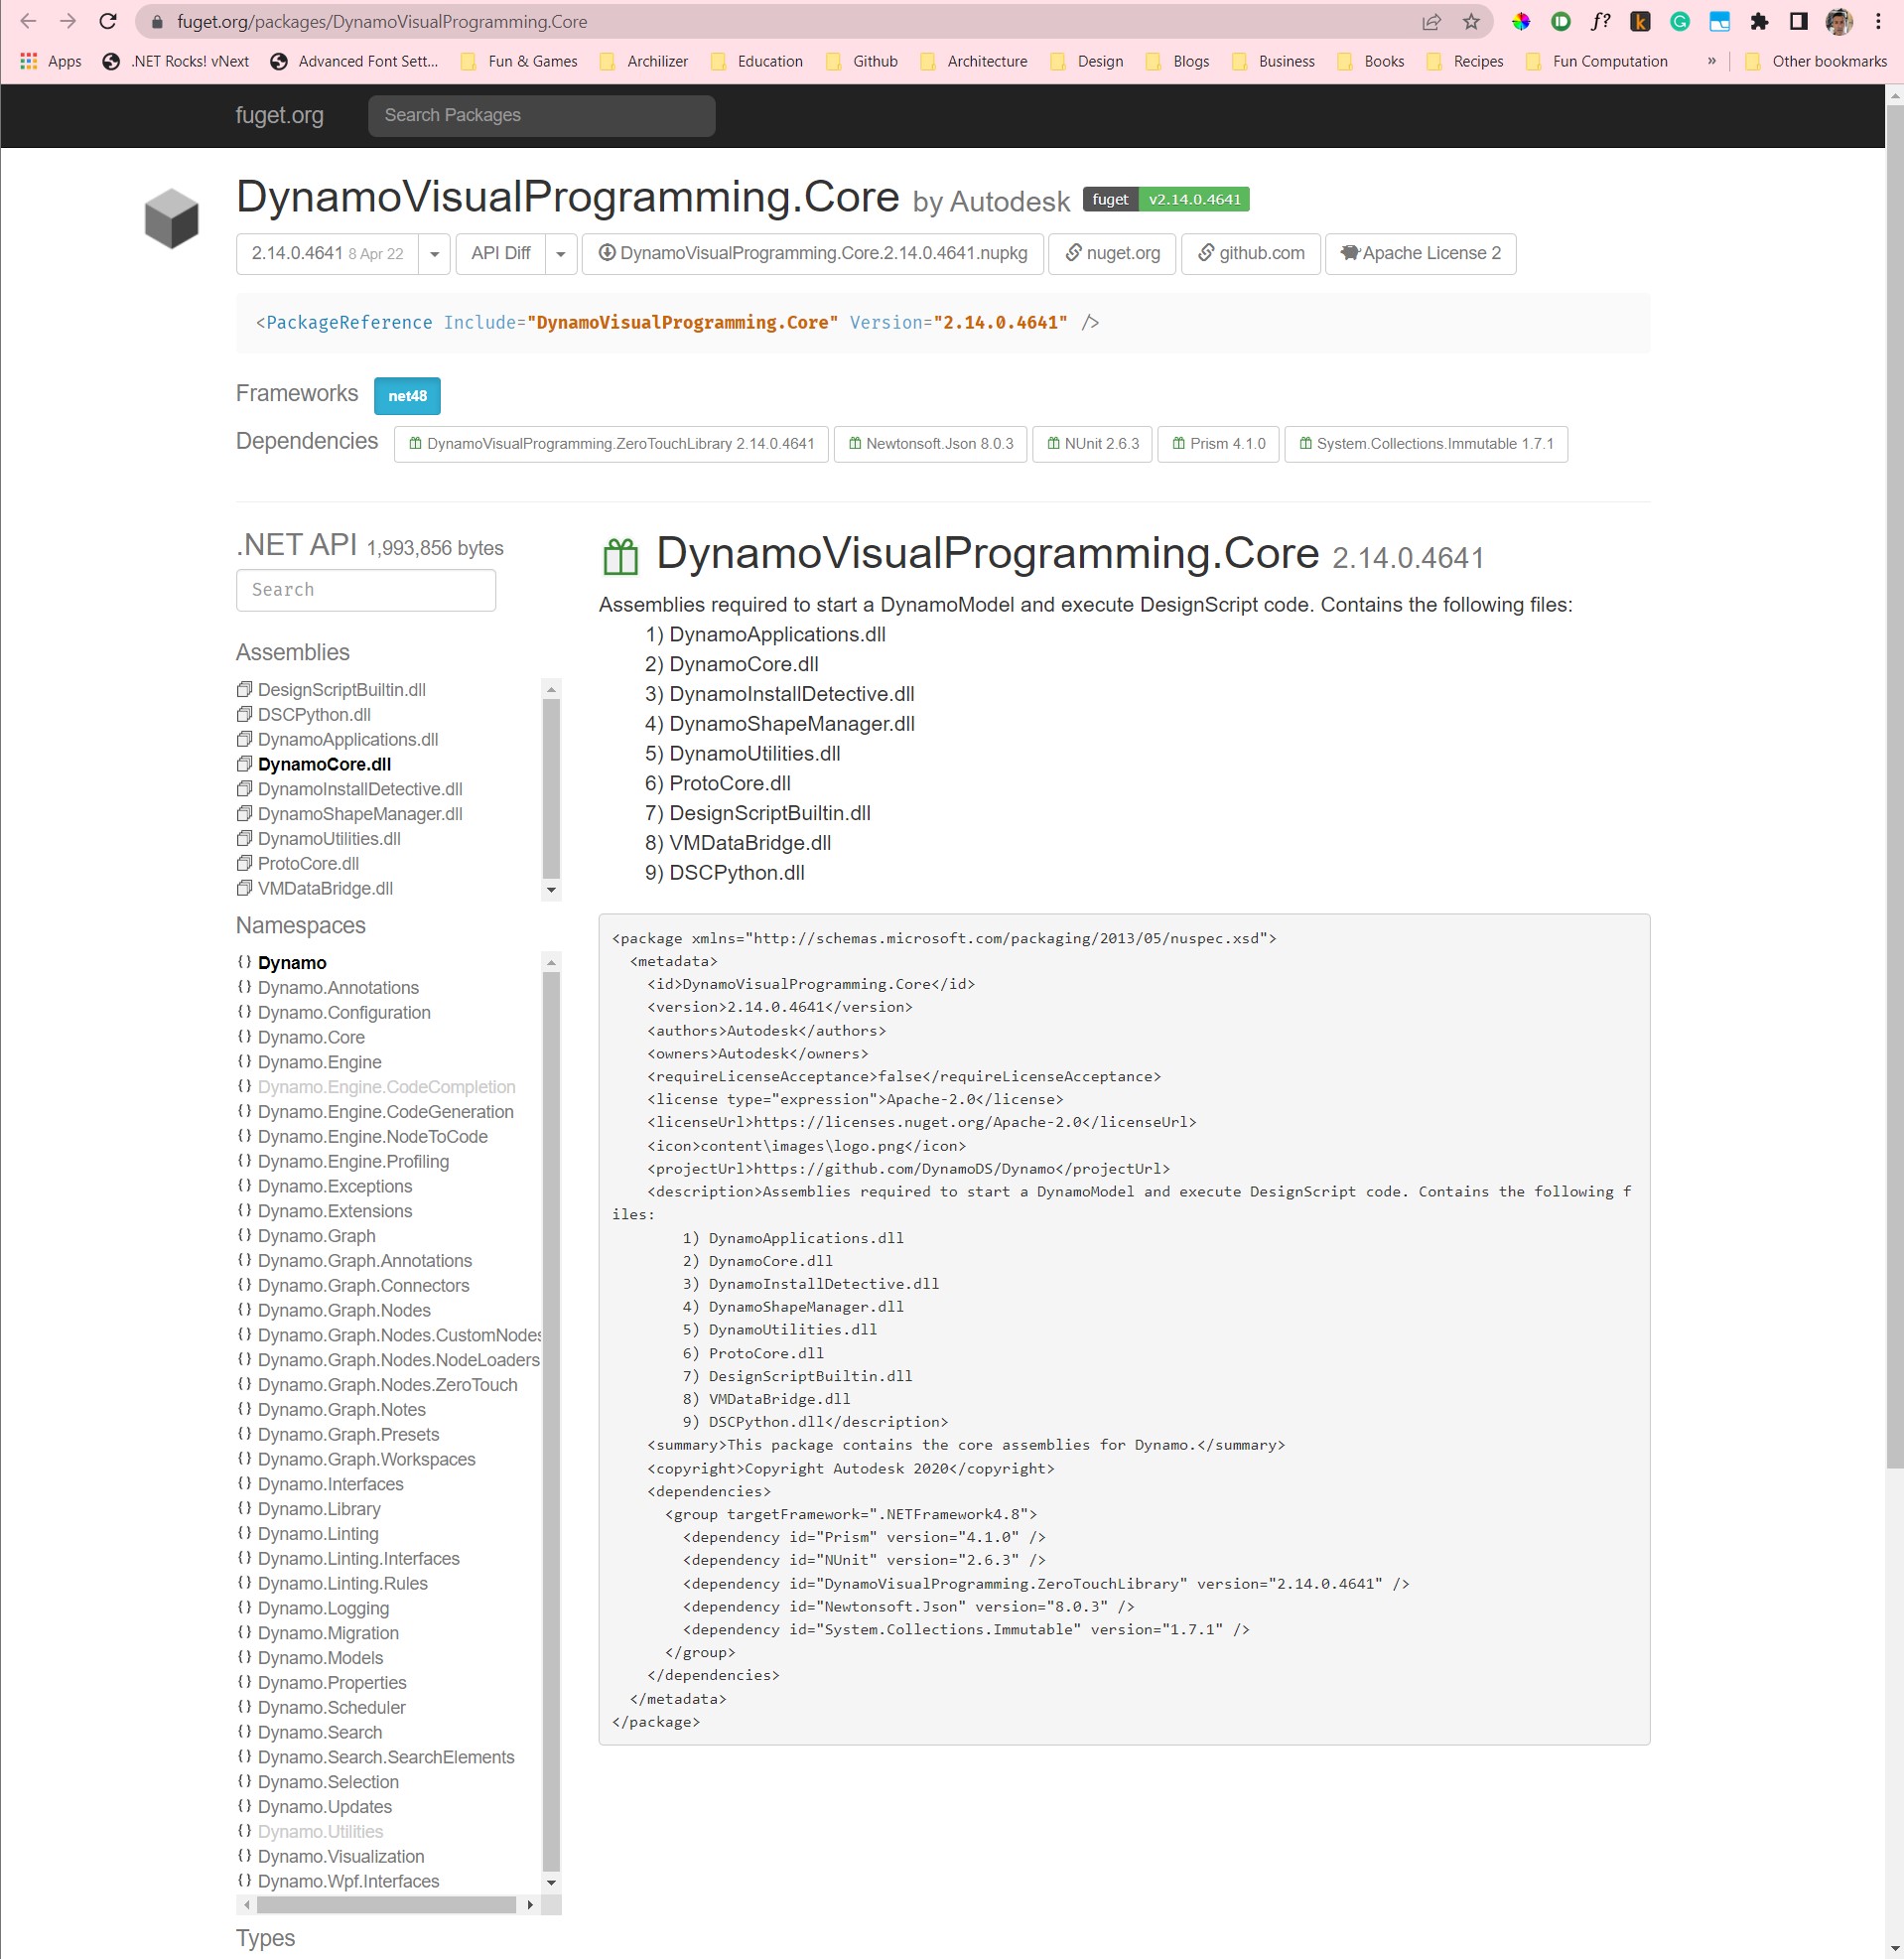 fuget.org/packages/DynamoVisualProgramming.Core
Apps .NET Rocks! vNext Advanced Font Sett... Fun & Games Archilizer Education Github Architecture Design Blogs Business Books Recipes Fun Computation » Other bookmarks
fuget.org Search Packages
DynamoVisualProgramming.Core by Autodesk fuget v2.14.0.4641
2.14.0.4641 8 Apr 22 API Diff DynamoVisualProgramming.Core.2.14.0.4641.nupkg nuget.org github.com Apache License 2
<PackageReference Include="DynamoVisualProgramming.Core" Version="2.14.0.4641" />
Frameworks net48
Dependencies DynamoVisualProgramming.ZeroTouchLibrary 2.14.0.4641 Newtonsoft.Json 8.0.3 NUnit 2.6.3 Prism 4.1.0 System.Collections.Immutable 1.7.1
.NET API 1,993,856 bytes
Search
Assemblies
DesignScriptBuiltin.dll
DSCPython.dll
DynamoApplications.dll
DynamoCore.dll
DynamoInstallDetective.dll
DynamoShapeManager.dll
DynamoUtilities.dll
ProtoCore.dll
VMDataBridge.dll
Namespaces
{} Dynamo
{} Dynamo.Annotations
{} Dynamo.Configuration
{} Dynamo.Core
{} Dynamo.Engine
{} Dynamo.Engine.CodeCompletion
{} Dynamo.Engine.CodeGeneration
{} Dynamo.Engine.NodeToCode
{} Dynamo.Engine.Profiling
{} Dynamo.Exceptions
{} Dynamo.Extensions
{} Dynamo.Graph
{} Dynamo.Graph.Annotations
{} Dynamo.Graph.Connectors
{} Dynamo.Graph.Nodes
{} Dynamo.Graph.Nodes.CustomNodes
{} Dynamo.Graph.Nodes.NodeLoaders
{} Dynamo.Graph.Nodes.ZeroTouch
{} Dynamo.Graph.Notes
{} Dynamo.Graph.Presets
{} Dynamo.Graph.Workspaces
{} Dynamo.Interfaces
{} Dynamo.Library
{} Dynamo.Linting
{} Dynamo.Linting.Interfaces
{} Dynamo.Linting.Rules
{} Dynamo.Logging
{} Dynamo.Migration
{} Dynamo.Models
{} Dynamo.Properties
{} Dynamo.Scheduler
{} Dynamo.Search
{} Dynamo.Search.SearchElements
{} Dynamo.Selection
{} Dynamo.Updates
{} Dynamo.Utilities
{} Dynamo.Visualization
{} Dynamo.Wpf.Interfaces
Types
DynamoVisualProgramming.Core 2.14.0.4641
Assemblies required to start a DynamoModel and execute DesignScript code. Contains the following files:
1) DynamoApplications.dll
2) DynamoCore.dll
3) DynamoInstallDetective.dll
4) DynamoShapeManager.dll
5) DynamoUtilities.dll
6) ProtoCore.dll
7) DesignScriptBuiltin.dll
8) VMDataBridge.dll
9) DSCPython.dll
<package xmlns="http://schemas.microsoft.com/packaging/2013/05/nuspec.xsd">
<metadata>
<id>DynamoVisualProgramming.Core</id>
<version>2.14.0.4641</version>
<authors>Autodesk</authors>
<owners>Autodesk</owners>
<requireLicenseAcceptance>false</requireLicenseAcceptance>
<license type="expression">Apache-2.0</license>
<licenseUrl>https://licenses.nuget.org/Apache-2.0</licenseUrl>
<icon>content\images\logo.png</icon>
<projectUrl>https://github.com/DynamoDS/Dynamo</projectUrl>
<description>Assemblies required to start a DynamoModel and execute DesignScript code. Contains the following f
iles:
1) DynamoApplications.dll
2) DynamoCore.dll
3) DynamoInstallDetective.dll
4) DynamoShapeManager.dll
5) DynamoUtilities.dll
6) ProtoCore.dll
7) DesignScriptBuiltin.dll
8) VMDataBridge.dll
9) DSCPython.dll</description>
<summary>This package contains the core assemblies for Dynamo.</summary>
<copyright>Copyright Autodesk 2020</copyright>
<dependencies>
<group targetFramework=".NETFramework4.8">
<dependency id="Prism" version="4.1.0" />
<dependency id="NUnit" version="2.6.3" />
<dependency id="DynamoVisualProgramming.ZeroTouchLibrary" version="2.14.0.4641" />
<dependency id="Newtonsoft.Json" version="8.0.3" />
<dependency id="System.Collections.Immutable" version="1.7.1" />
</group>
</dependencies>
</metadata>
</package>